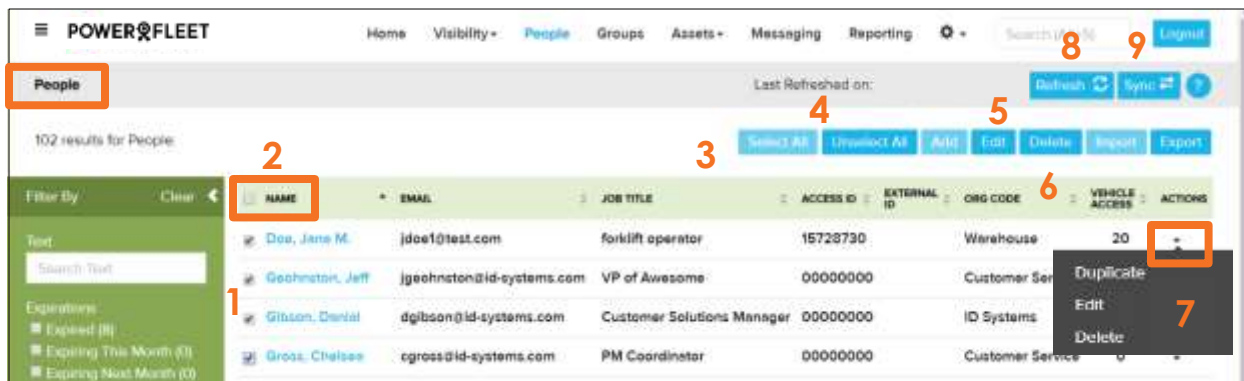 ≡ POWERFLEET Home Visibility People Groups Assets Messaging Reporting Search Logout
8 9
People Last Refreshed on: Refresh Sync ?
4 5
102 results for People Select All Unselect All Add Edit Delete Import Export
2 3
6
Filter By Clear NAME EMAIL JOB TITLE ACCESS ID EXTERNAL ID ORG CODE VEHICLE ACCESS ACTIONS
Text Doe, Jane M. jdoe1@test.com forklift operator 15728730 Warehouse 20
Search Text Geohnston, Jeff jgeohnston@id-systems.com VP of Awesome 00000000 Customer Ser Duplicate
Expirations 1 Gibson, Danial dgibson@id-systems.com Customer Solutions Manager 00000000 ID Systems Edit 7
Expired (8)
Expiring This Month (0) Gross, Chelsea cgross@id-systems.com PM Coordinator 00000000 Customer Service 0 Delete
Expiring Next Month (0)